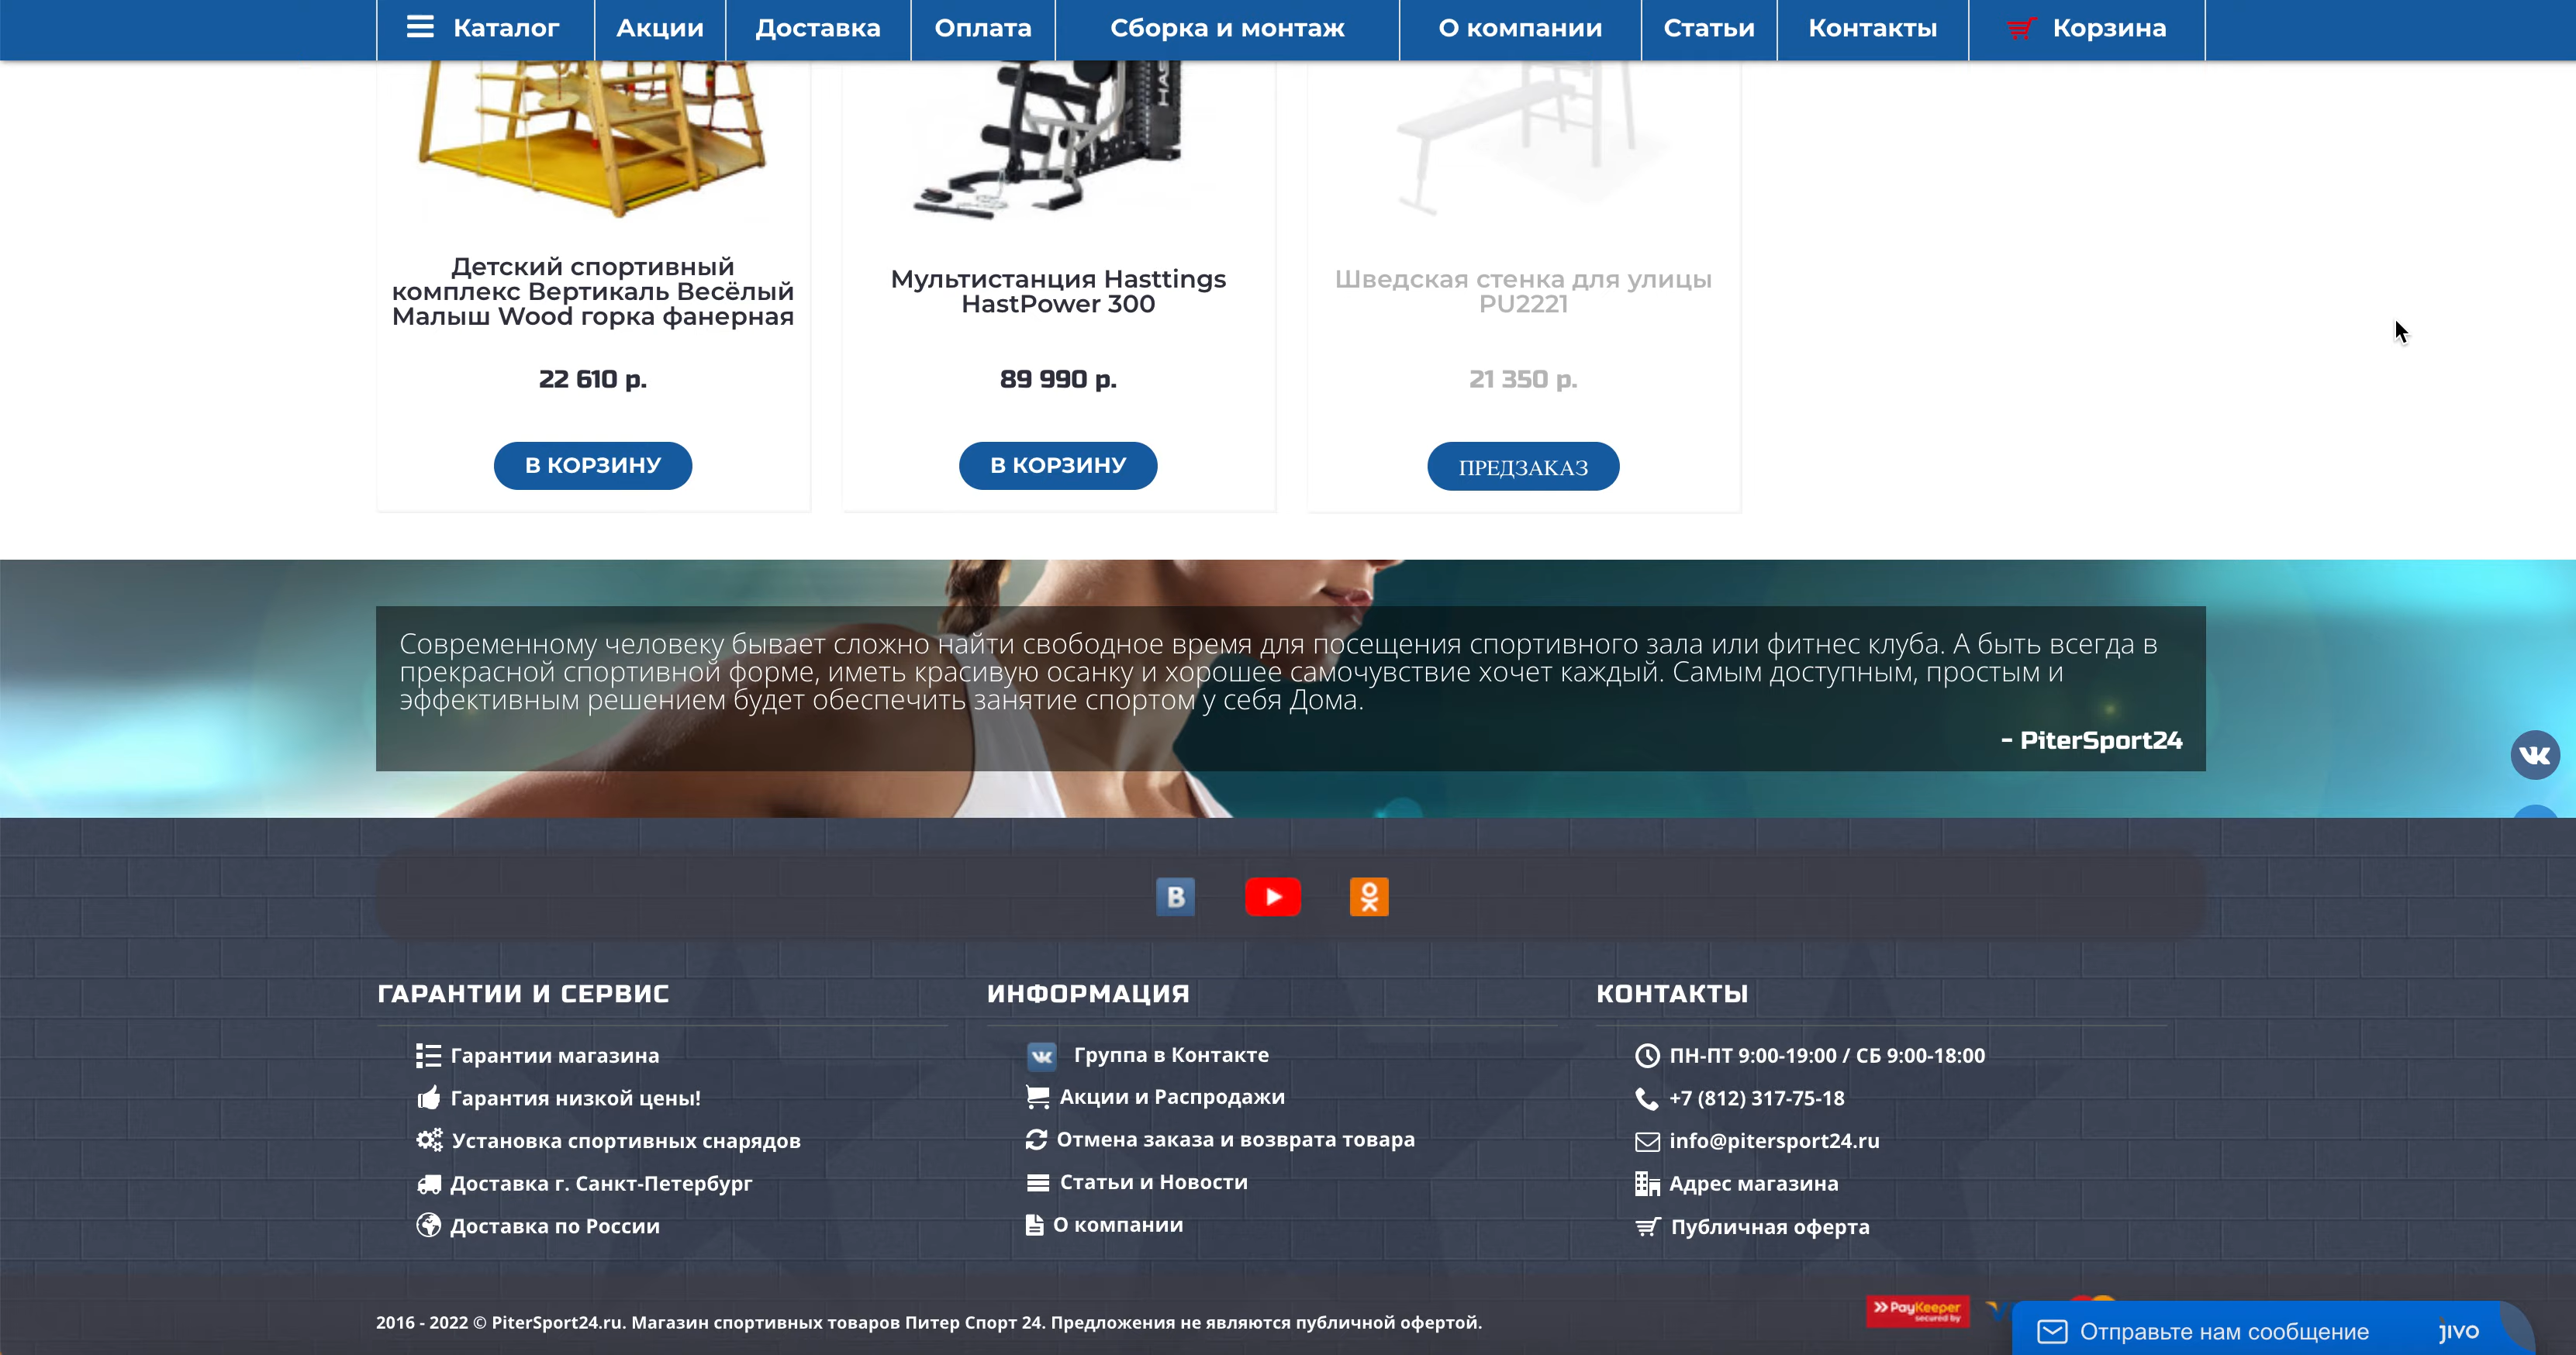 Каталог
Акции
Доставка
Оплата
Сборка и монтаж
О компании
Статьи
Контакты
Корзина
Детский спортивный
комплекс Вертикаль Весёлый
Малыш Wood горка фанерная
22 610 р.
В КОРЗИНУ
Мультистанция Hasttings
HastPower 300
89 990 р.
В КОРЗИНУ
Шведская стенка для улицы
PU2221
21 350 р.
ПРЕДЗАКАЗ
Современному человеку бывает сложно найти свободное время для посещения спортивного зала или фитнес клуба. А быть всегда в
прекрасной спортивной форме, иметь красивую осанку и хорошее самочувствие хочет каждый. Самым доступным, простым и
эффективным решением будет обеспечить занятие спортом у себя Дома.
- PiterSport24
ГАРАНТИИ И СЕРВИС
Гарантии магазина
Гарантия низкой цены!
Установка спортивных снарядов
Доставка г. Санкт-Петербург
Доставка по России
ИНФОРМАЦИЯ
Группа в Контакте
Акции и Распродажи
Отмена заказа и возврата товара
Статьи и Новости
О компании
КОНТАКТЫ
ПН-ПТ 9:00-19:00 / СБ 9:00-18:00
+7 (812) 317-75-18
info@pitersport24.ru
Адрес магазина
Публичная оферта
2016 - 2022 © PiterSport24.ru. Магазин спортивных товаров Питер Спорт 24. Предложения не являются публичной офертой.
PayKeeper
secured by
Отправьте нам сообщение
jivo